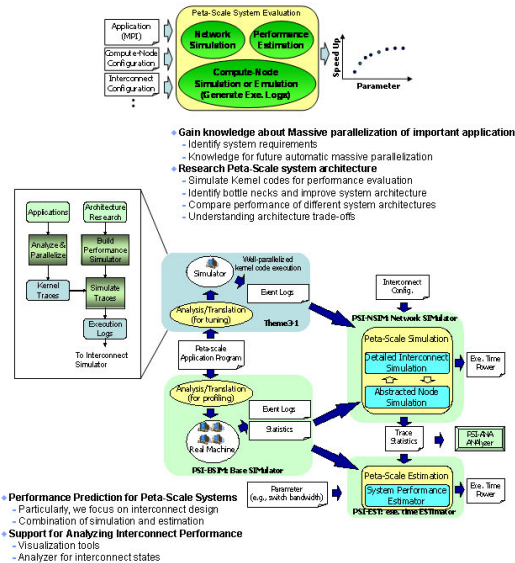 Peta-Scale System Evaluation
Application
(MPI)
Compute-Node
Configuration
Interconnect
Configuration
Network
Simulation
Performance
Estimation
Compute-Node
Simulation or Emulation
(Generate Exe. Logs)
Speed Up
Parameter
Gain knowledge about Massive parallelization of important application
- Identify system requirements
- Knowledge for future automatic massive parallelization
Research Peta-Scale system architecture
- Simulate Kernel codes for performance evaluation
- Identify bottle necks and improve system architecture
- Compare performance of different system architectures
- Understanding architecture trade-offs
Applications
Architecture
Research
Analyze &
Parallelize
Build
Performance
Simulator
Kernel
Traces
Simulate
Traces
Execution
Logs
To Interconnect
Simulator
Simulator
Well-parallelized
kernel code execution
Event Logs
Analysis/Translation
(For tuning)
Theme3-1
Peta-scale
Application Program
Analysis/Translation
(for profiling)
Event Logs
Statistics
Real Machine
PSI-BSIM: Base SIMulator
Interconnect
Config.
PSI-NSIM: Network SIMulator
Peta-Scale Simulation
Detailed Interconnect
Simulation
Abstracted Node
Simulation
Exe. Time
Power
Trace
Statistics
PSI-ANA
ANAlyzer
Peta-Scale Estimation
System Performance
Estimator
Exe. Time
Power
Parameter
(e.g., switch bandwidth)
PSI-EST: exe. time ESTimator
Performance Prediction for Peta-Scale Systems
- Particularly, we focus on interconnect design
- Combination of simulation and estimation
Support for Analyzing Interconnect Performance
- Visualization tools
- Analyzer for interconnect states